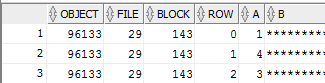 OBJECT FILE BLOCK ROW A B
1 96133 29 143 0 1 *********
2 96133 29 143 1 4 *********
3 96133 29 143 2 3 *********